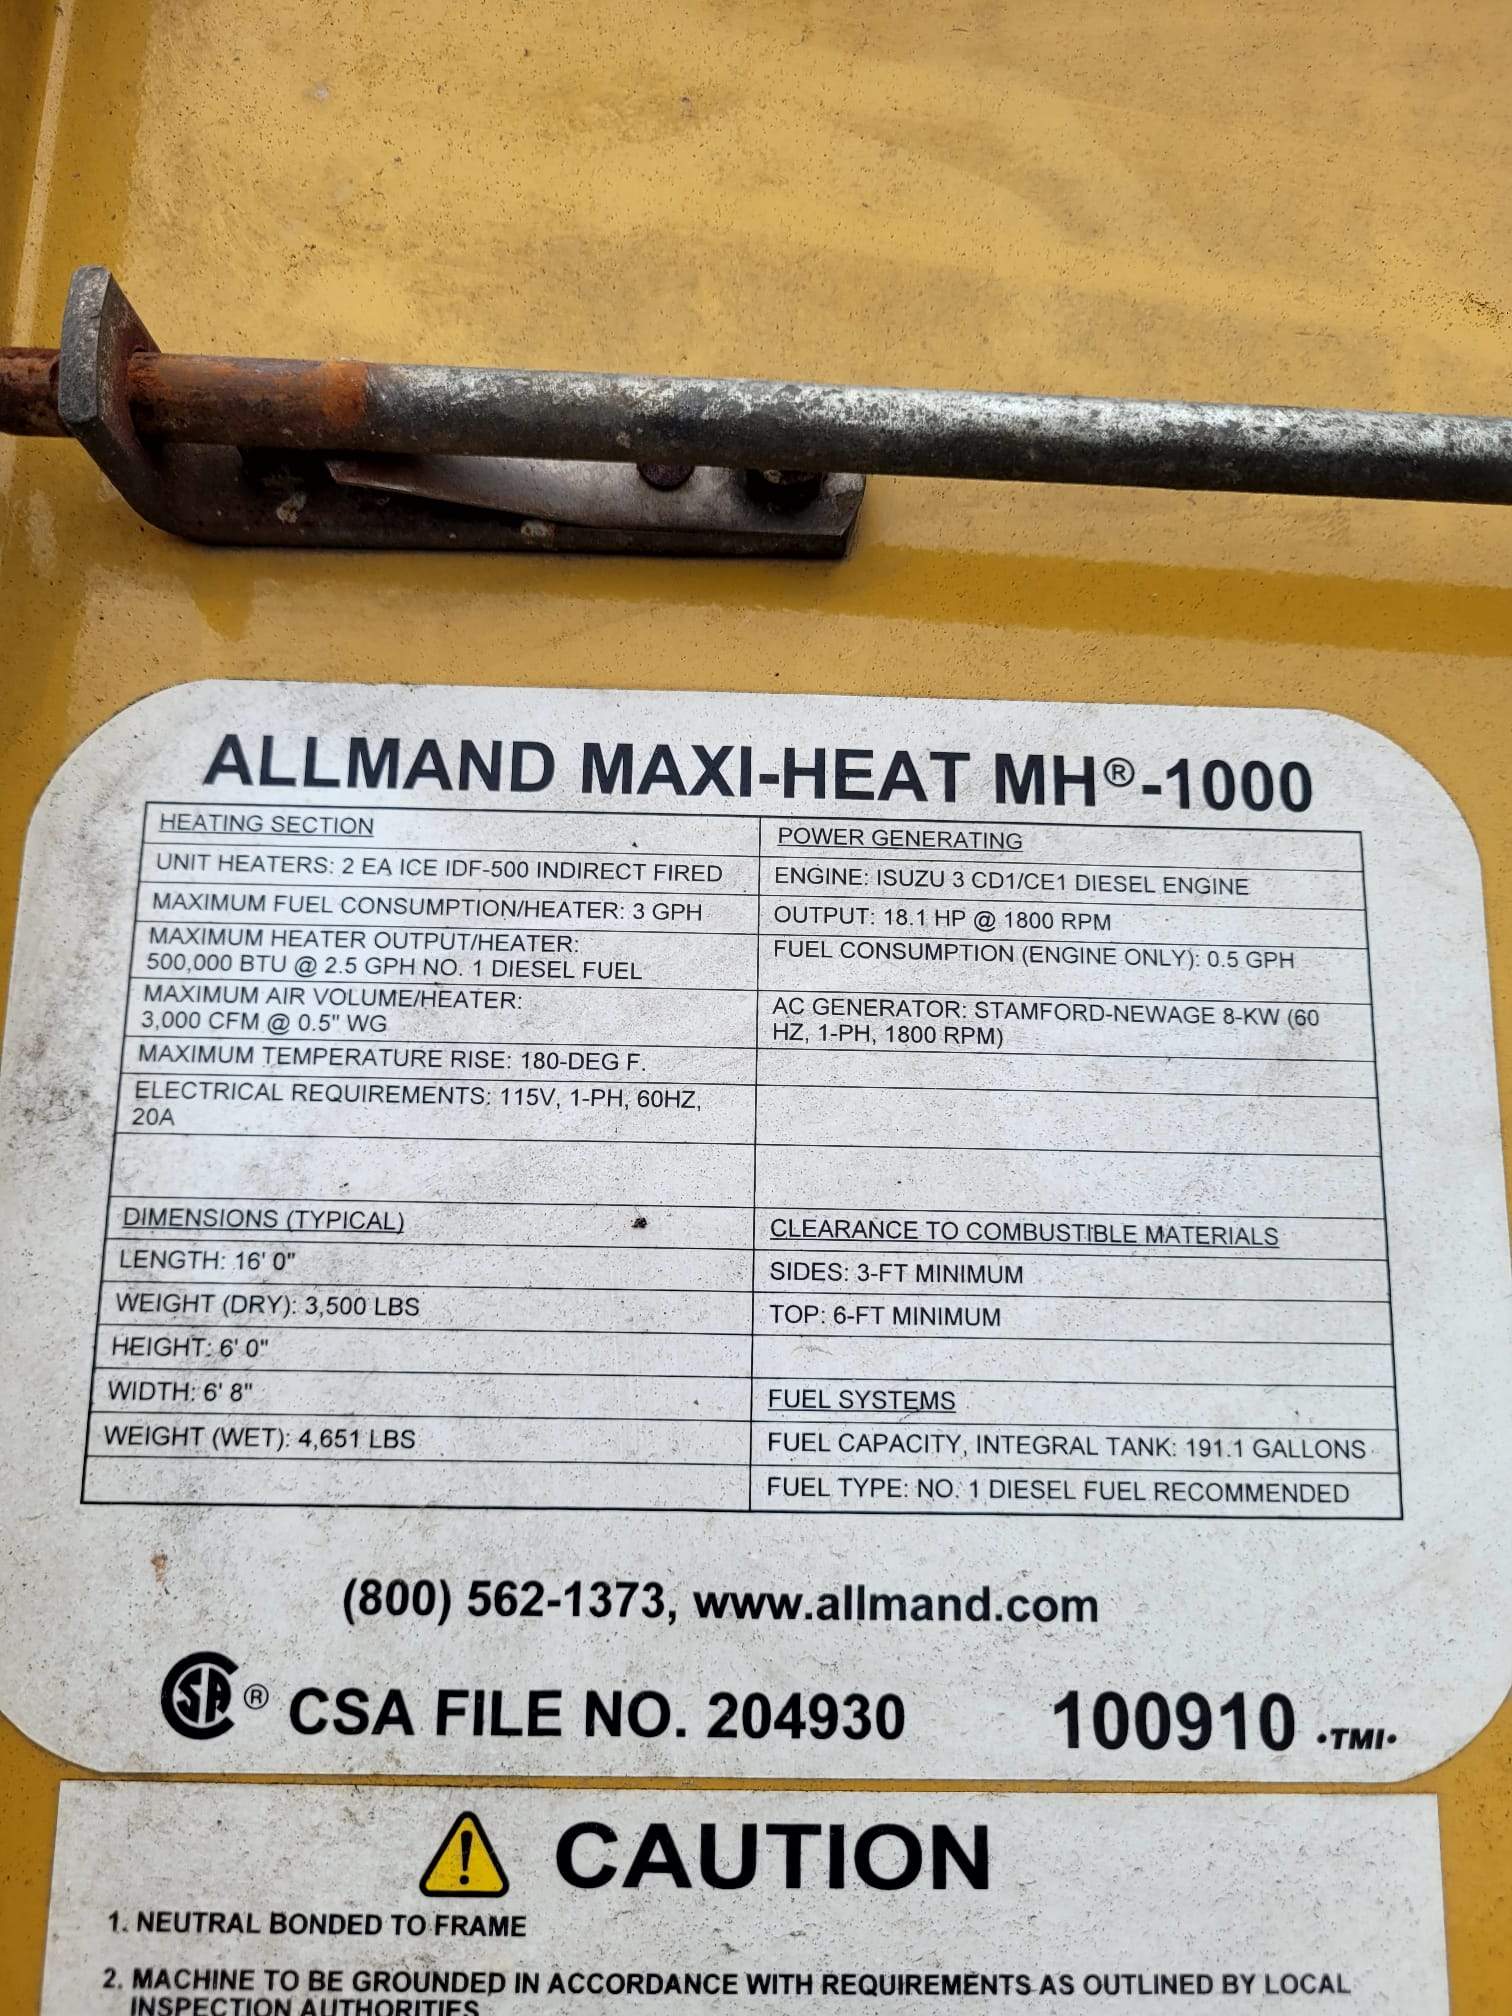 ALLMAND MAXI-HEAT MH®-1000
HEATING SECTION
UNIT HEATERS: 2 EA ICE IDF-500 INDIRECT FIRED
MAXIMUM FUEL CONSUMPTION/HEATER: 3 GPH
MAXIMUM HEATER OUTPUT/HEATER:
500,000 BTU @ 2.5 GPH NO. 1 DIESEL FUEL
MAXIMUM AIR VOLUME/HEATER:
3,000 CFM @ 0.5" WG
MAXIMUM TEMPERATURE RISE: 180-DEG F.
ELECTRICAL REQUIREMENTS: 115V, 1-PH, 60HZ,
20A
POWER GENERATING
ENGINE: ISUZU 3 CD1/CE1 DIESEL ENGINE
OUTPUT: 18.1 HP @ 1800 RPM
FUEL CONSUMPTION (ENGINE ONLY): 0.5 GPH
AC GENERATOR: STAMFORD-NEWAGE 8-KW (60
HZ, 1-PH, 1800 RPM)
DIMENSIONS (TYPICAL)
LENGTH: 16' 0"
WEIGHT (DRY): 3,500 LBS
HEIGHT: 6' 0"
WIDTH: 6' 8"
WEIGHT (WET): 4,651 LBS
CLEARANCE TO COMBUSTIBLE MATERIALS
SIDES: 3-FT MINIMUM
TOP: 6-FT MINIMUM
FUEL SYSTEMS
FUEL CAPACITY, INTEGRAL TANK: 191.1 GALLONS
FUEL TYPE: NO. 1 DIESEL FUEL RECOMMENDED
(800) 562-1373, www.allmand.com
SA® CSA FILE NO. 204930 100910 •TMI•
CAUTION
1. NEUTRAL BONDED TO FRAME
2. MACHINE TO BE GROUNDED IN ACCORDANCE WITH REQUIREMENTS AS OUTLINED BY LOCAL
INSPECTION AUTHORITIES